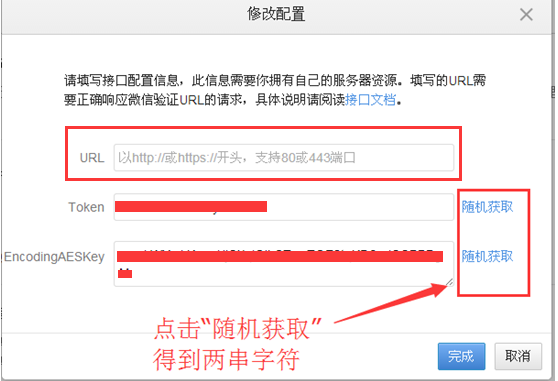 修改配置
请填写接口配置信息，此信息需要你拥有自己的服务器资源。填写的URL需
要正确响应微信验证URL的请求，具体说明请阅读接口文档。
URL 以http://或https://开头，支持80或443端口
Token 随机获取
EncodingAESKey 随机获取
点击“随机获取”
得到两串字符
完成 取消